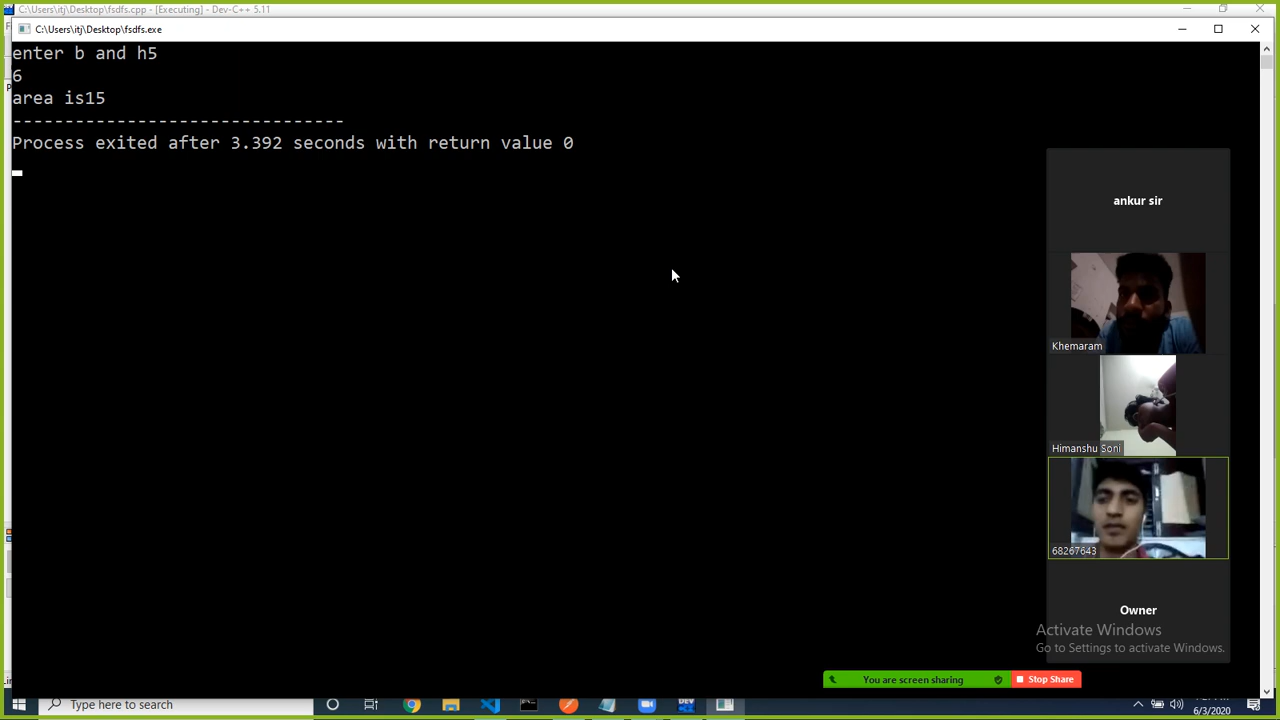 C:\Users\itj\Desktop\fsdfs.cpp - [Executing] - Dev-C++ 5.11
C:\Users\itj\Desktop\fsdfs.exe
enter b and h5
6
area is15
--------------------------------
Process exited after 3.392 seconds with return value 0
ankur sir
Khemaram
Himanshu Soni
68267643
Owner
Activate Windows
Go to Settings to activate Windows.
You are screen sharing
Stop Share
Type here to search
DEV
6/3/2020